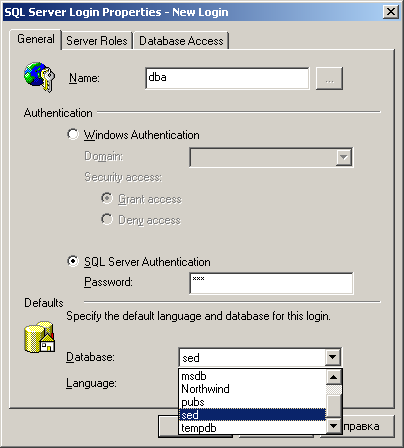 SQL Server Login Properties - New Login
General
Server Roles
Database Access
Name:
dba
...
Authentication
Windows Authentication
Domain:
Security access:
Grant access
Deny access
SQL Server Authentication
Password:
***
Defaults
Specify the default language and database for this login.
Database:
sed
Language:
msdb
Northwind
pubs
sed
tempdb
правка